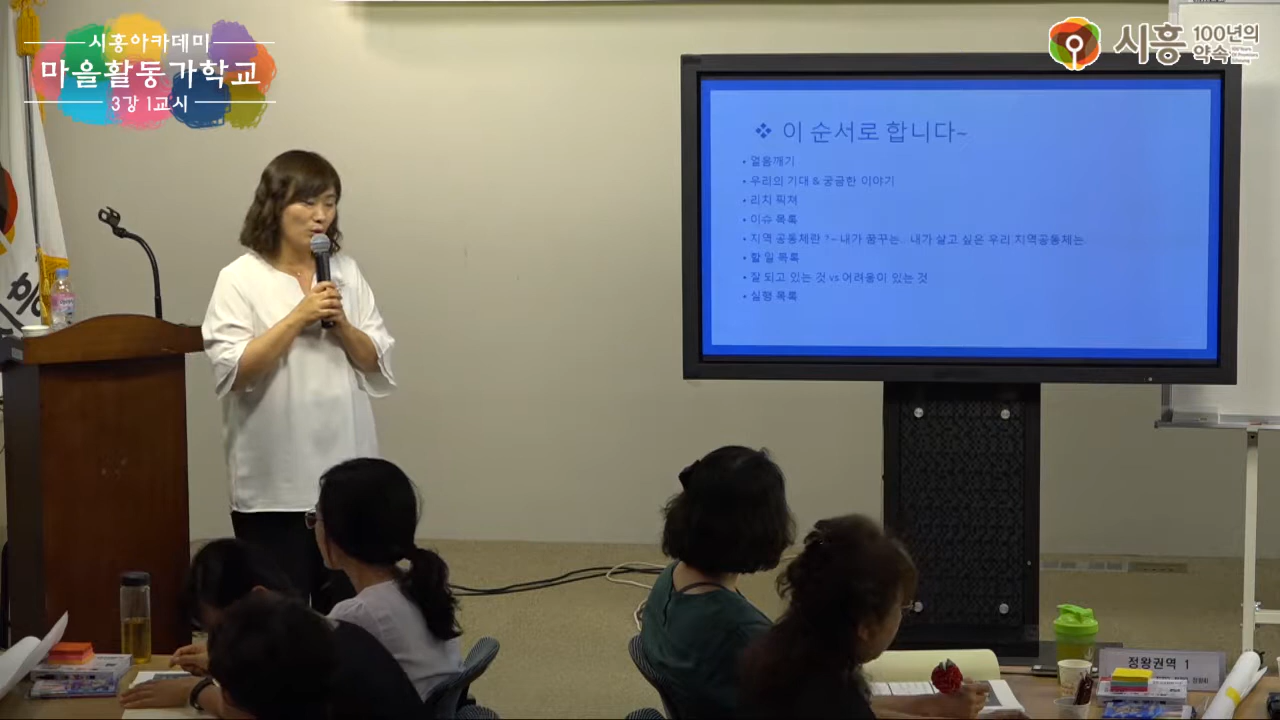 시흥아카데미
마을활동가학교
3강 1교시
시흥 100년의 약속
❖ 이 순서로 합니다~
• 얼음깨기
• 우리의 기대 & 궁금한 이야기
• 리치 픽쳐
• 이슈 목록
• 지역 공동체란 ? – 내가 꿈꾸는.. 내가 살고 싶은 우리 지역공동체는
• 할 일 목록
• 잘 되고 있는 것 vs 어려움이 있는 것
• 실행 목록
정왕권역 1